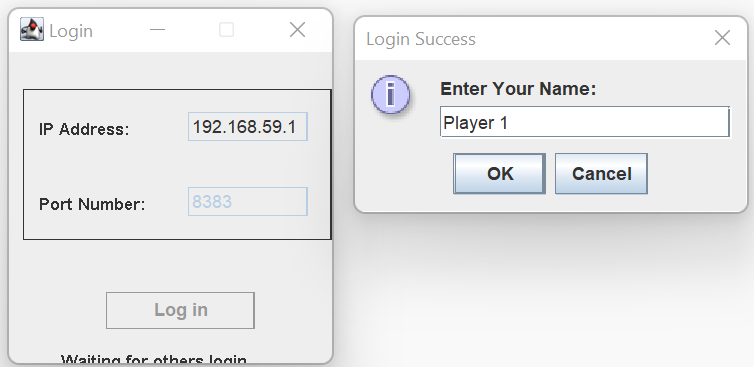 Login
IP Address:
192.168.59.1
Port Number:
8383
Log in
Waiting for others login
Login Success
Enter Your Name:
Player 1
OK
Cancel